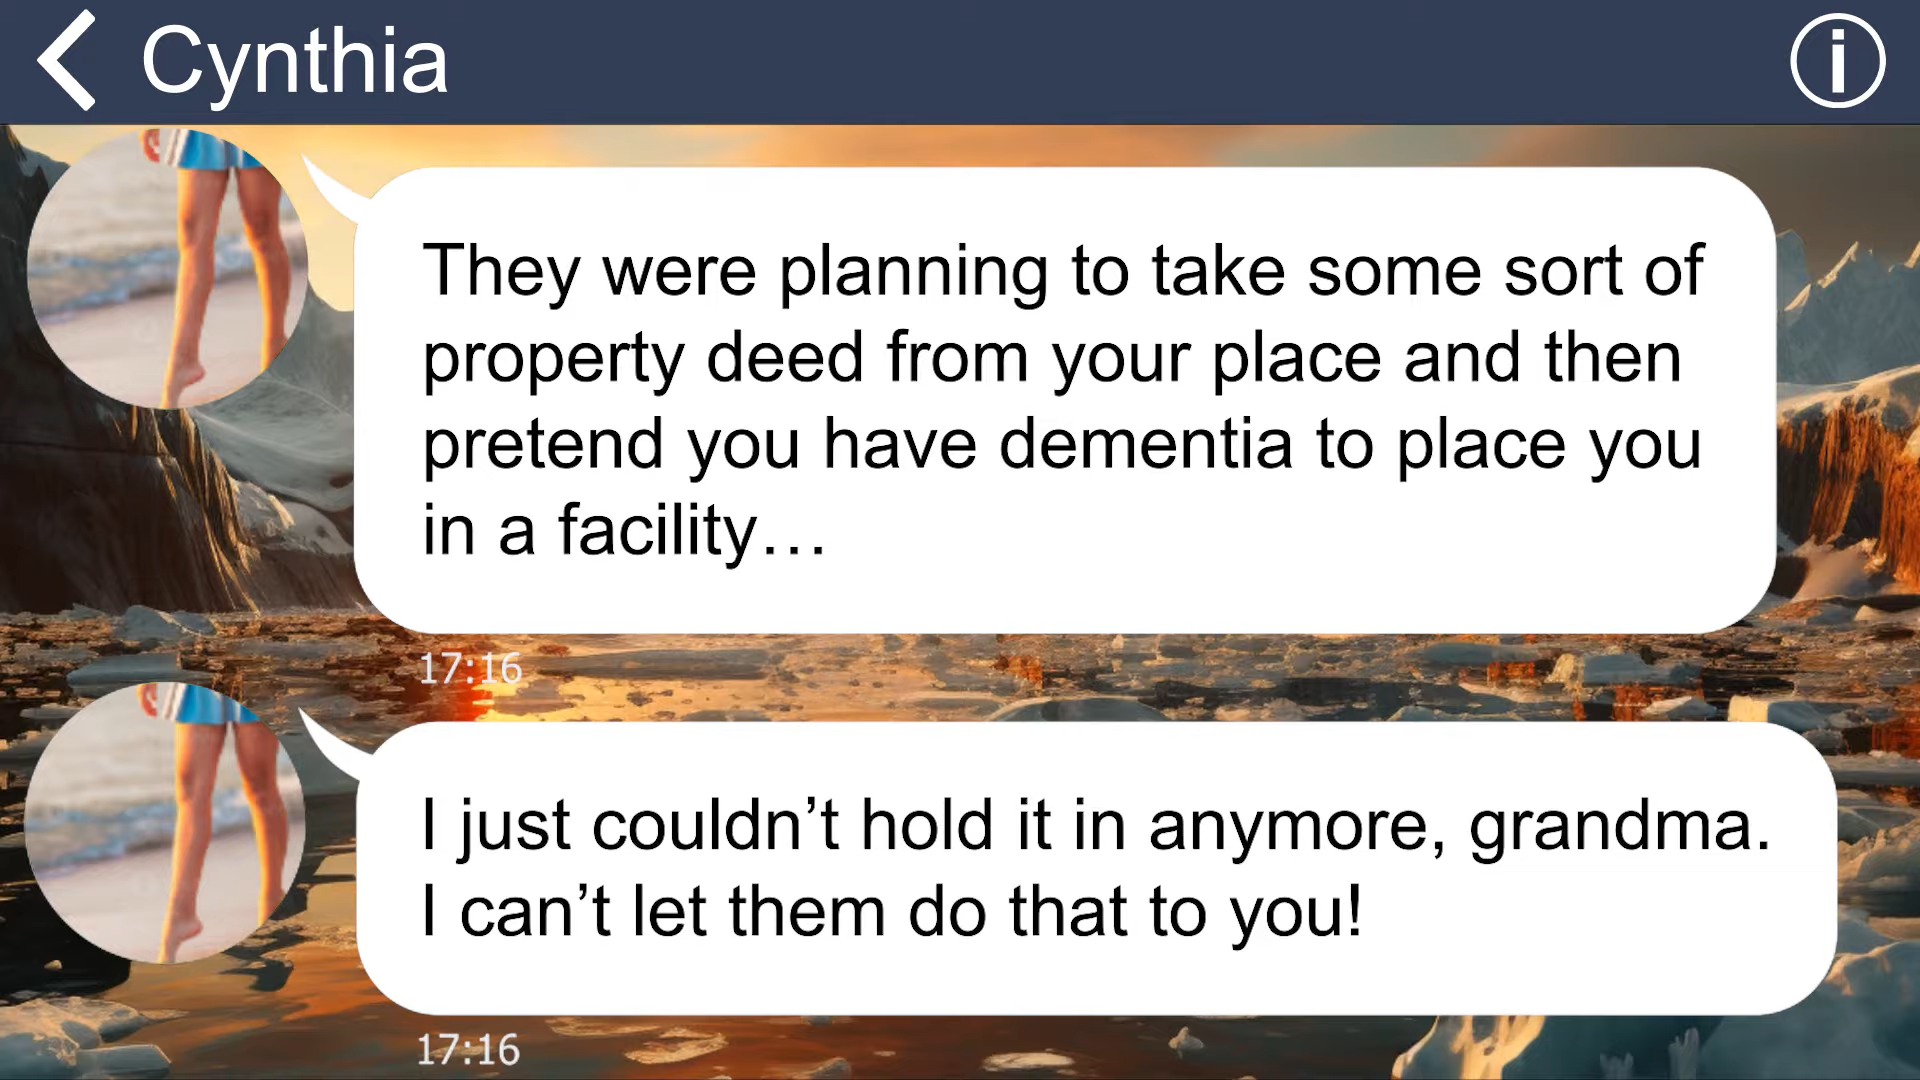 Cynthia
They were planning to take some sort of
property deed from your place and then
pretend you have dementia to place you
in a facility…
17:16
I just couldn’t hold it in anymore, grandma.
I can’t let them do that to you!
17:16